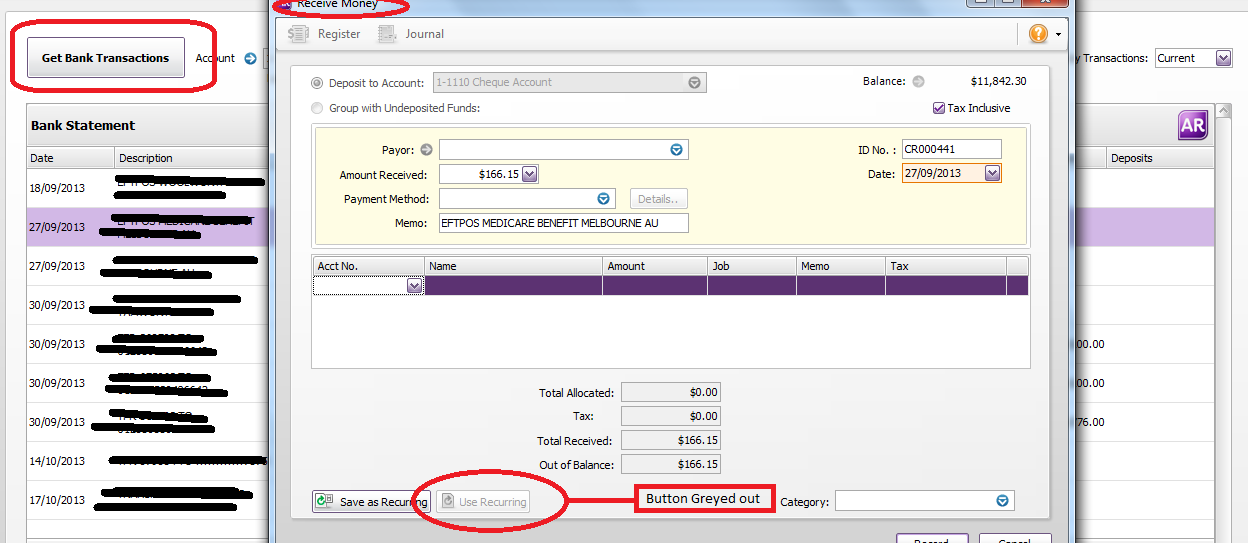 Receive Money
Get Bank Transactions
Account
Register
Journal
Transactions:
Current
Deposit to Account:
1-1110 Cheque Account
Balance:
$11,842.30
Group with Undeposited Funds:
Tax Inclusive
Bank Statement
AR
Date
Description
Deposits
Payor:
ID No. :
CR000441
Amount Received:
$166.15
Date:
27/09/2013
Payment Method:
Details..
Memo:
EFTPOS MEDICARE BENEFIT MELBOURNE AU
18/09/2013
27/09/2013
27/09/2013
30/09/2013
30/09/2013
00.00
30/09/2013
00.00
30/09/2013
76.00
14/10/2013
17/10/2013
Acct No.
Name
Amount
Job
Memo
Tax
Total Allocated:
$0.00
Tax:
$0.00
Total Received:
$166.15
Out of Balance:
$166.15
Save as Recurring
Use Recurring
Button Greyed out
Category:
Record
Cancel